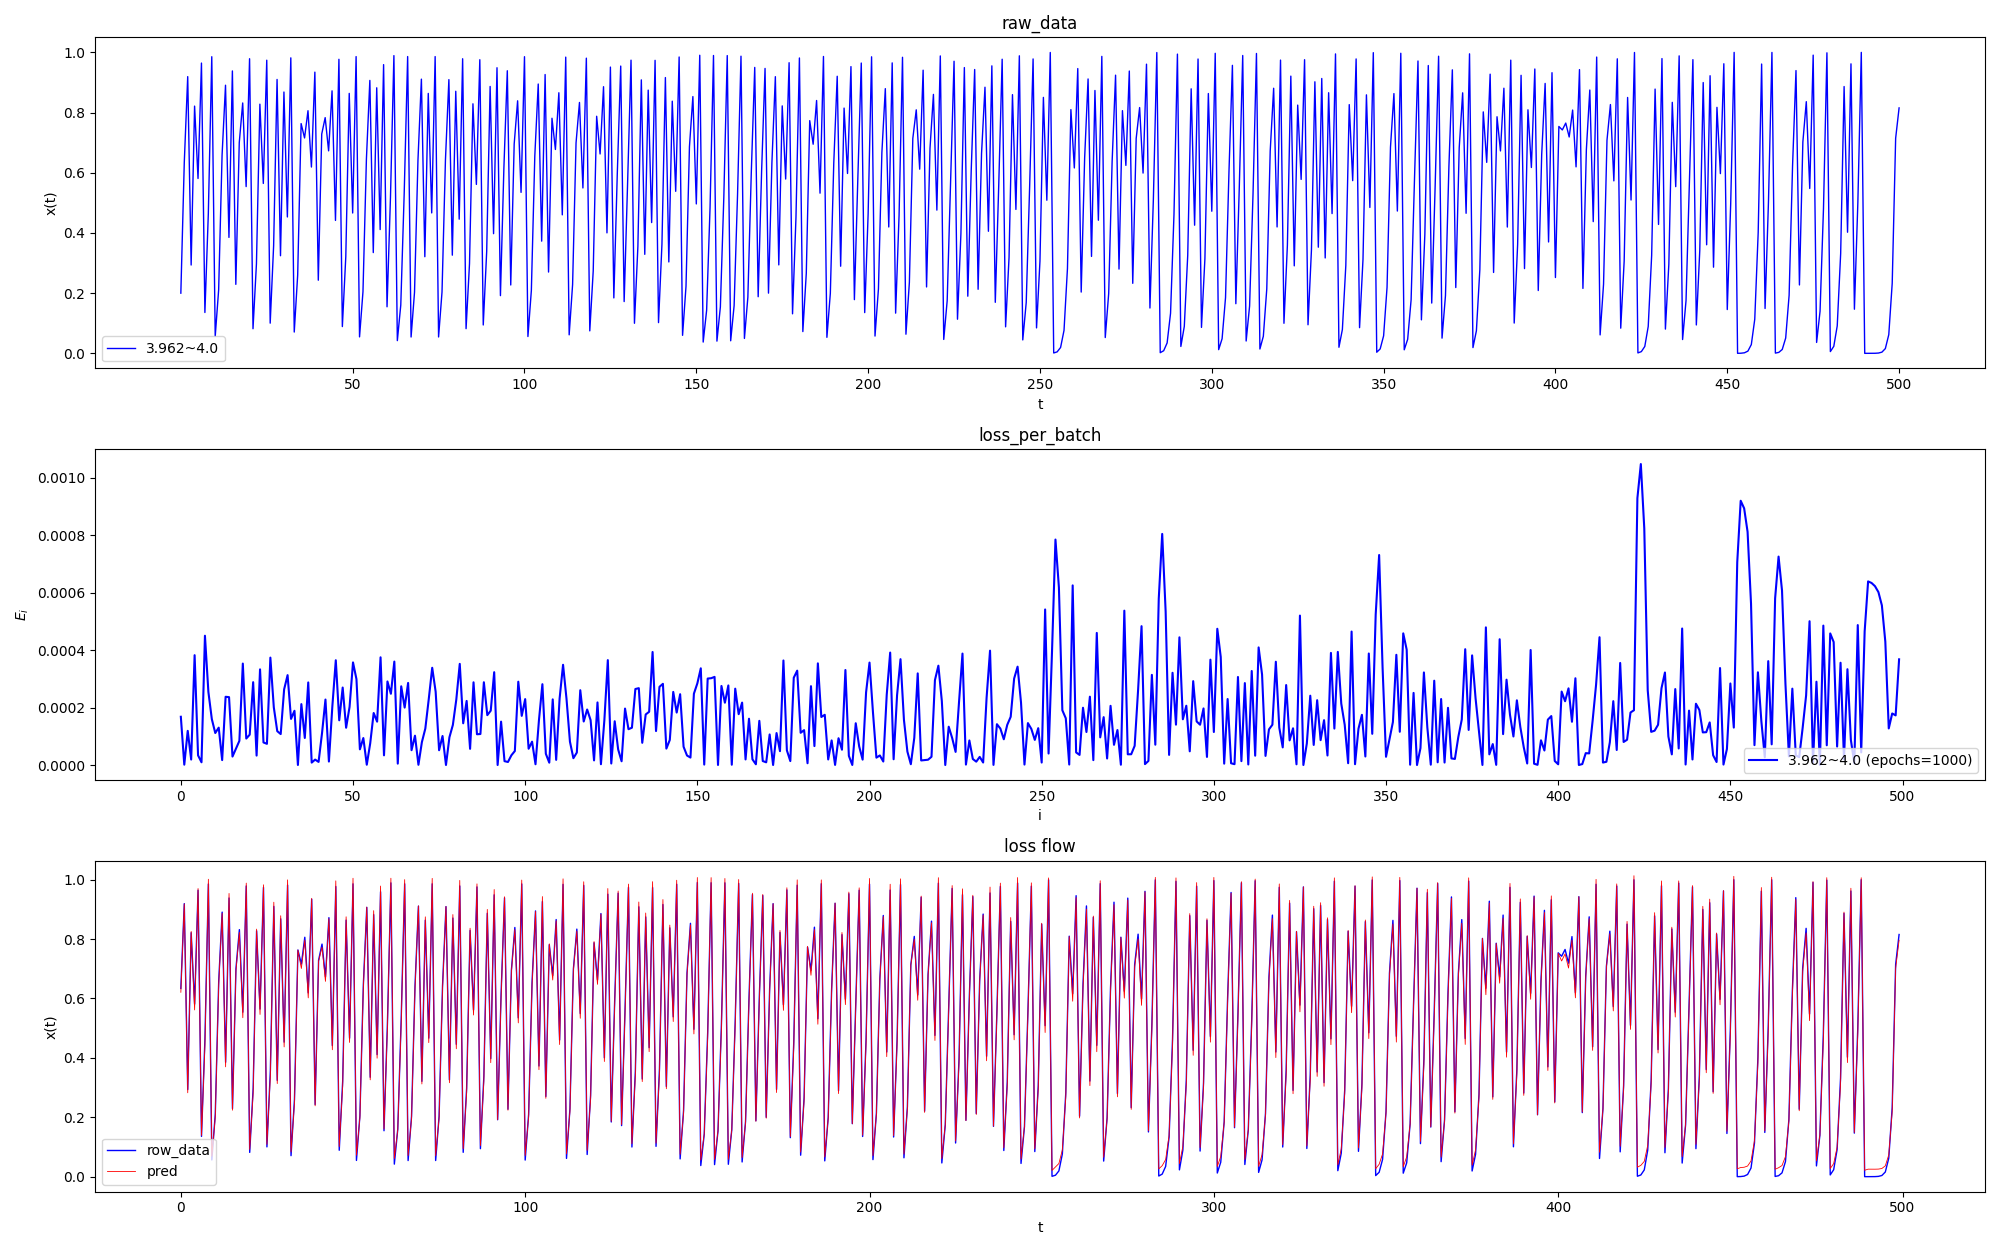 raw_data
1.0
0.8
0.6
0.4
0.2
0.0
x(t)
3.962~4.0
50 100 150 200 250 300 350 400 450 500
t
loss_per_batch
0.0010
0.0008
0.0006
0.0004
0.0002
0.0000
E_i
3.962~4.0 (epochs=1000)
0 50 100 150 200 250 300 350 400 450 500
i
loss flow
1.0
0.8
0.6
0.4
0.2
0.0
x(t)
row_data
pred
0 100 200 300 400 500
t